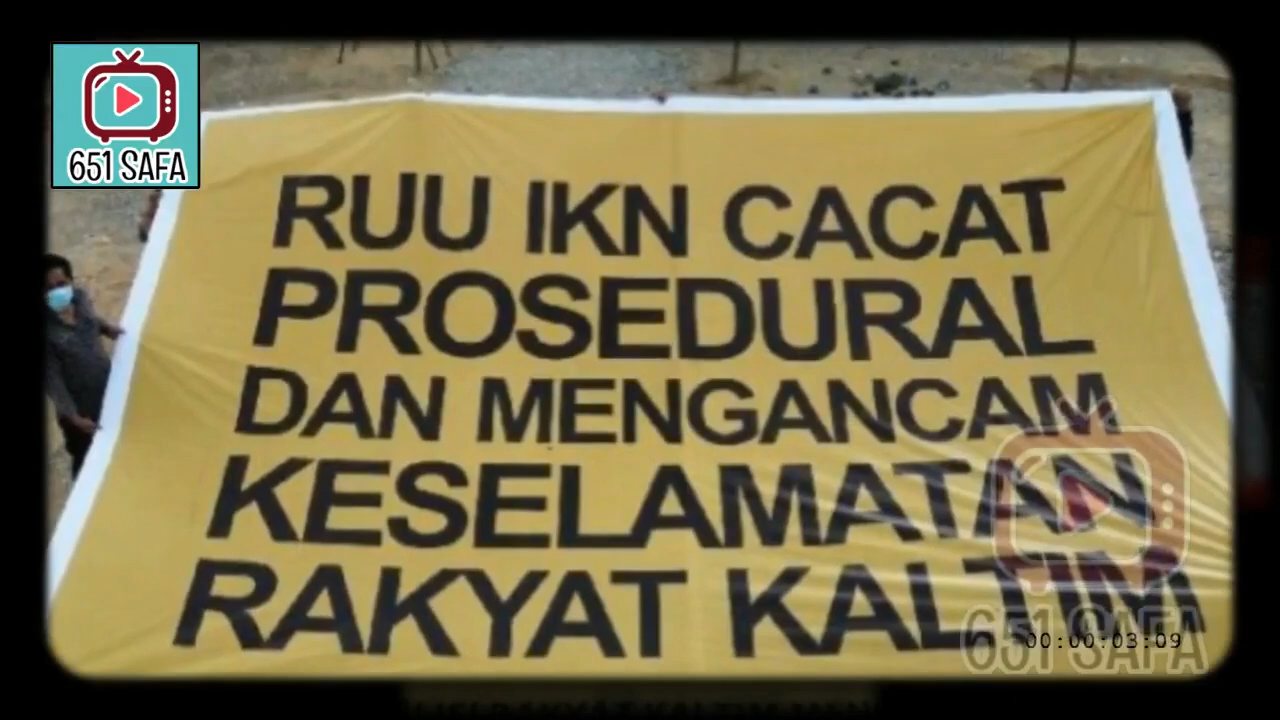 651 SAFA
RUU IKN CACAT
PROSEDURAL
DAN MENGANCAM
KESELAMATAN
RAKYAT KALTIM
651 SAFA
00:00:03:09